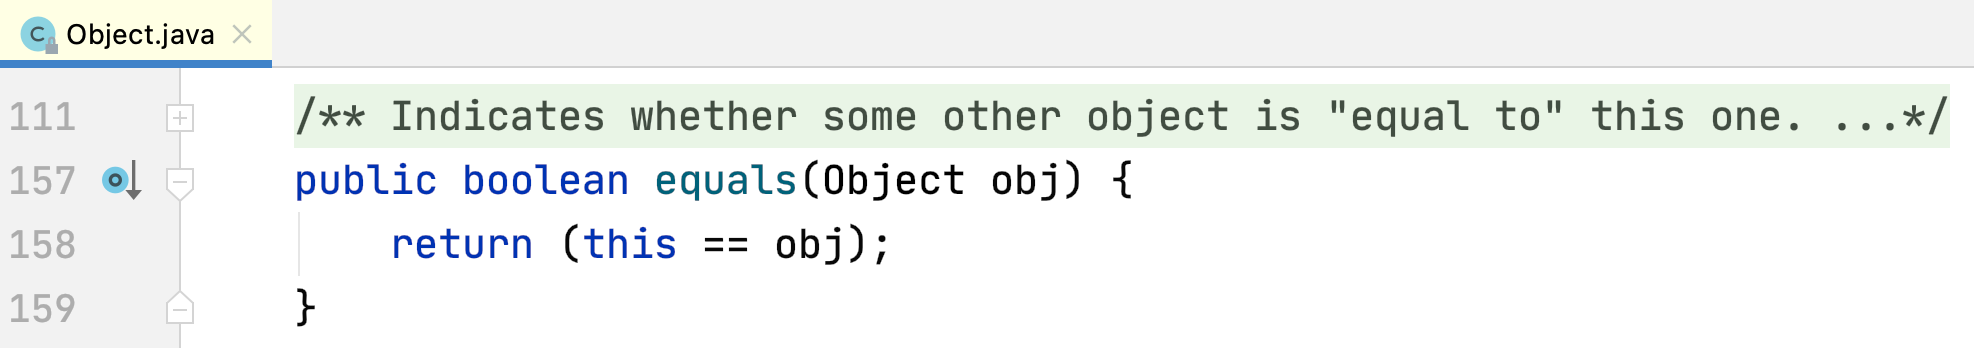 C Object.java
111 /** Indicates whether some other object is "equal to" this one. ...*/
157 public boolean equals(Object obj) {
158 return (this == obj);
159 }